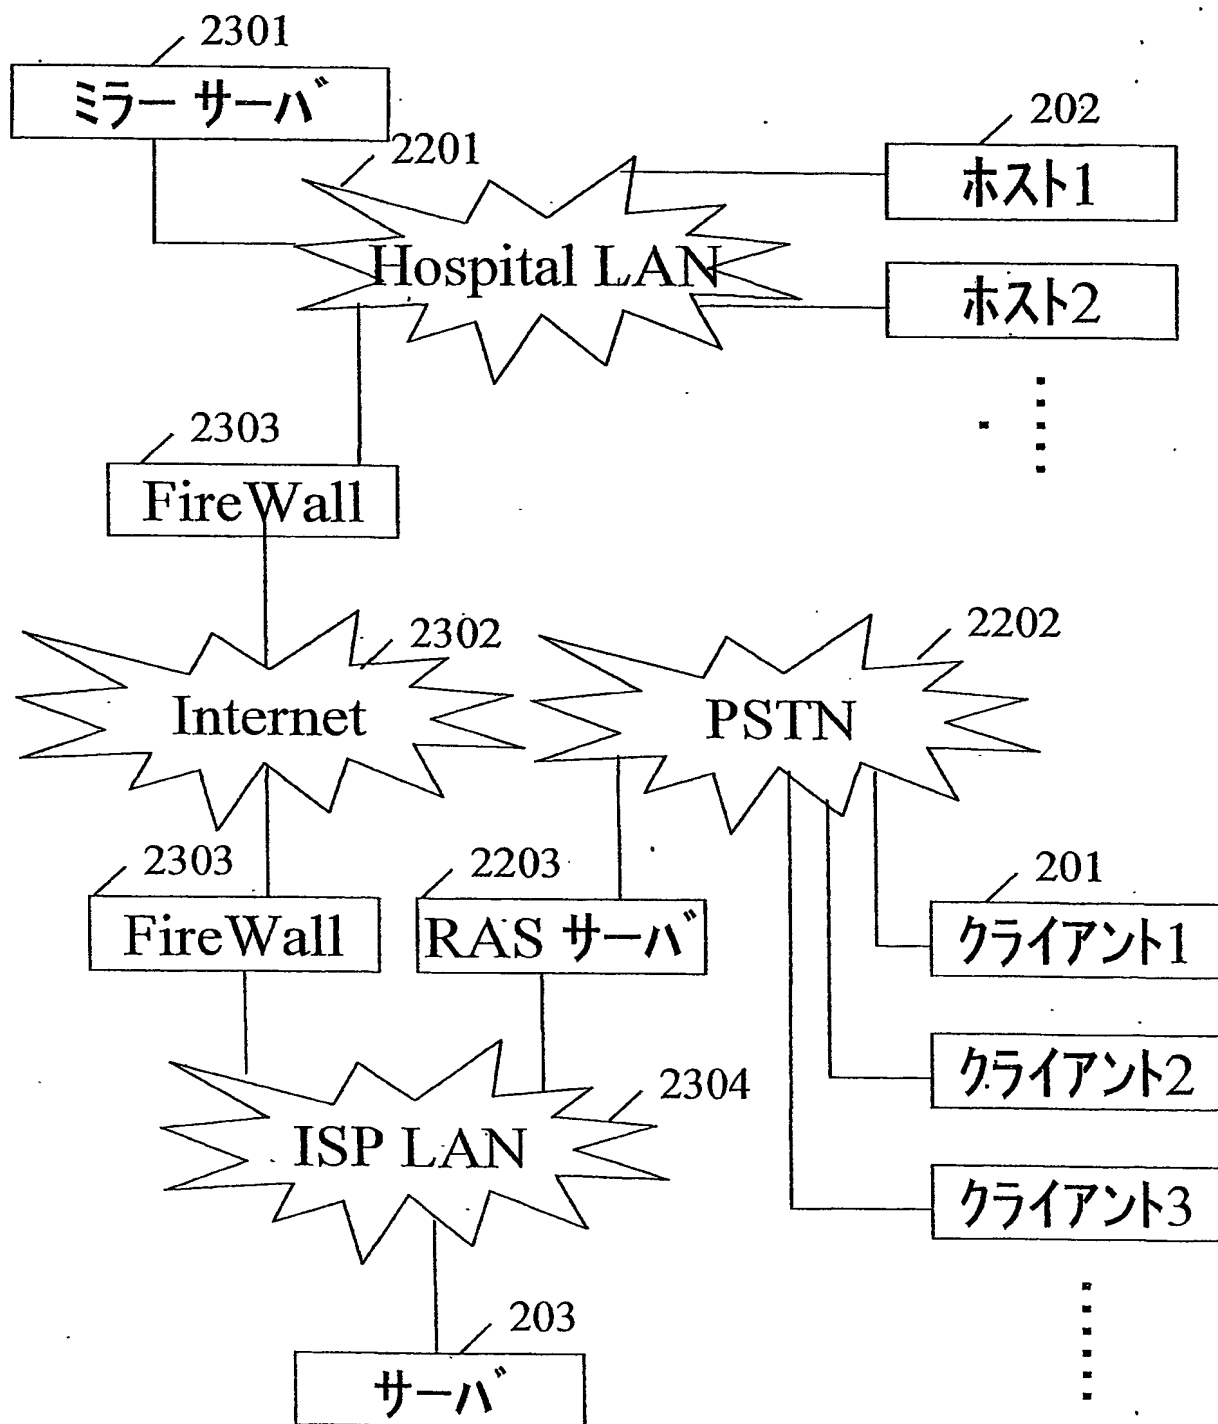 2301
ミラー サーバ
2201
202
ホスト1
Hospital LAN
ホスト2
2303
FireWall
2302
2202
Internet
PSTN
2303
2203
201
FireWall
RAS サーバ
クライアント1
クライアント2
2304
ISP LAN
クライアント3
203
サーバ